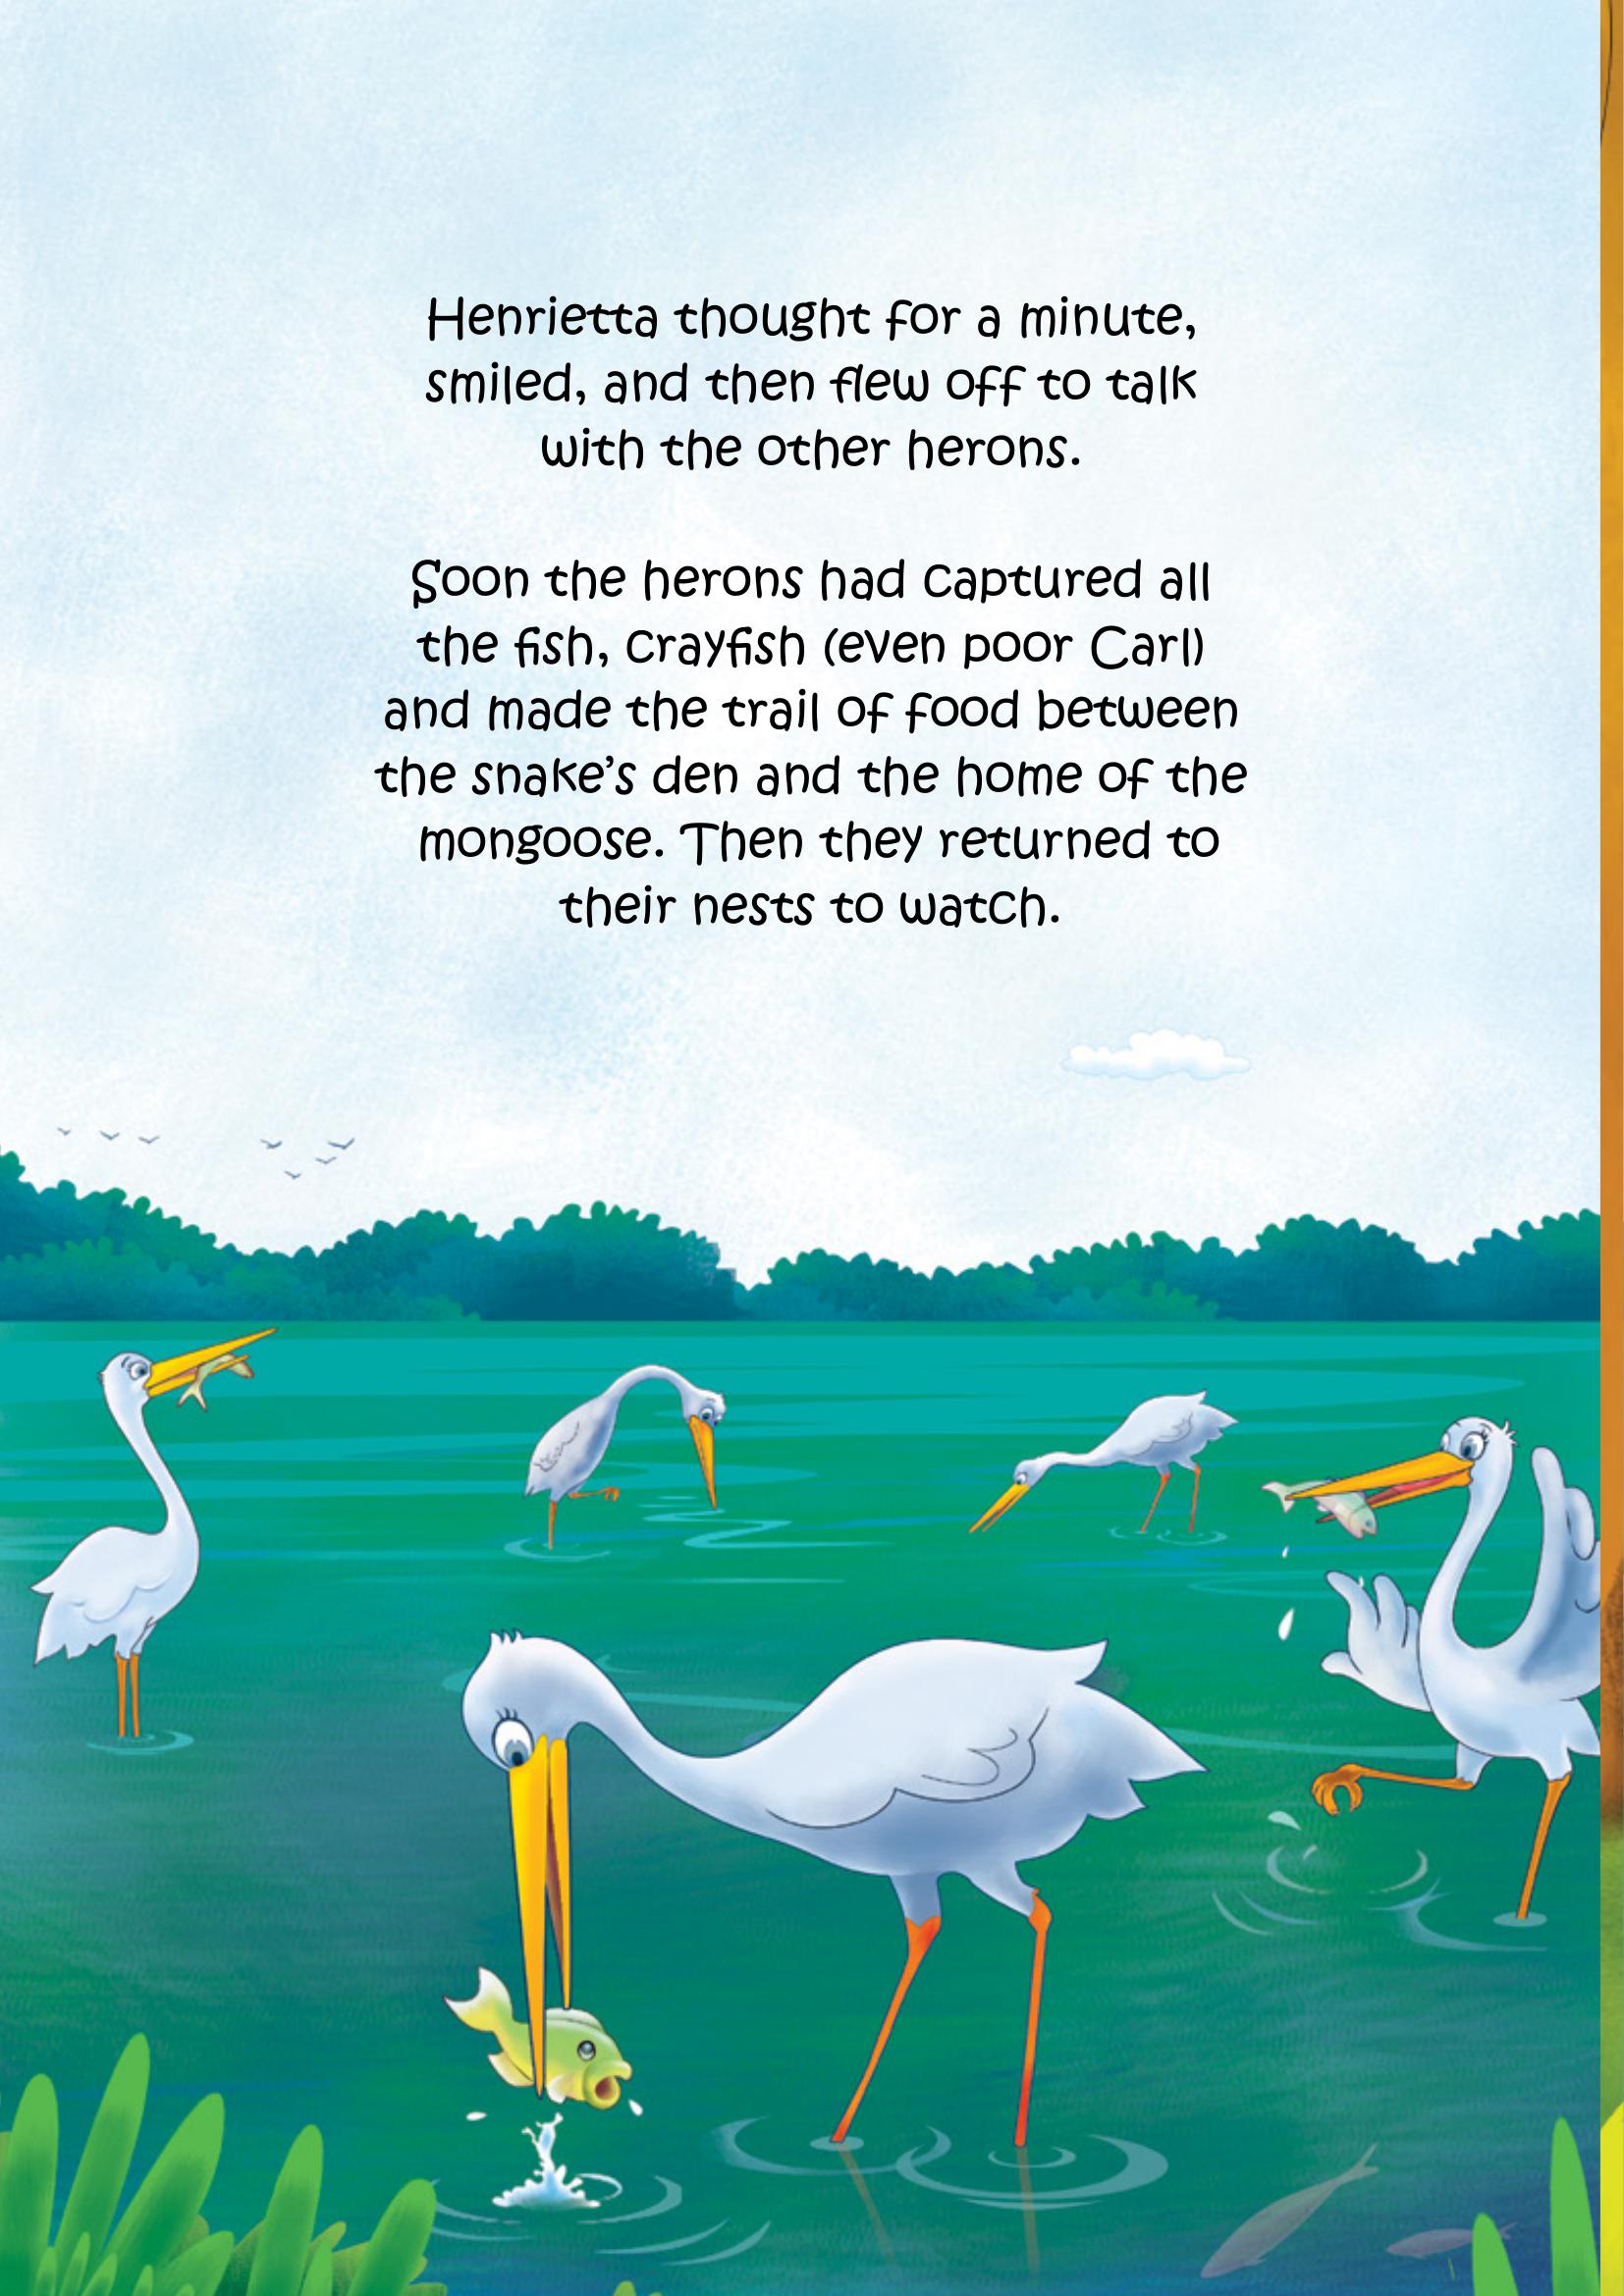 Henrietta thought for a minute,
smiled, and then flew off to talk
with the other herons.
Soon the herons had captured all
the fish, crayfish (even poor Carl)
and made the trail of food between
the snake’s den and the home of the
mongoose. Then they returned to
their nests to watch.